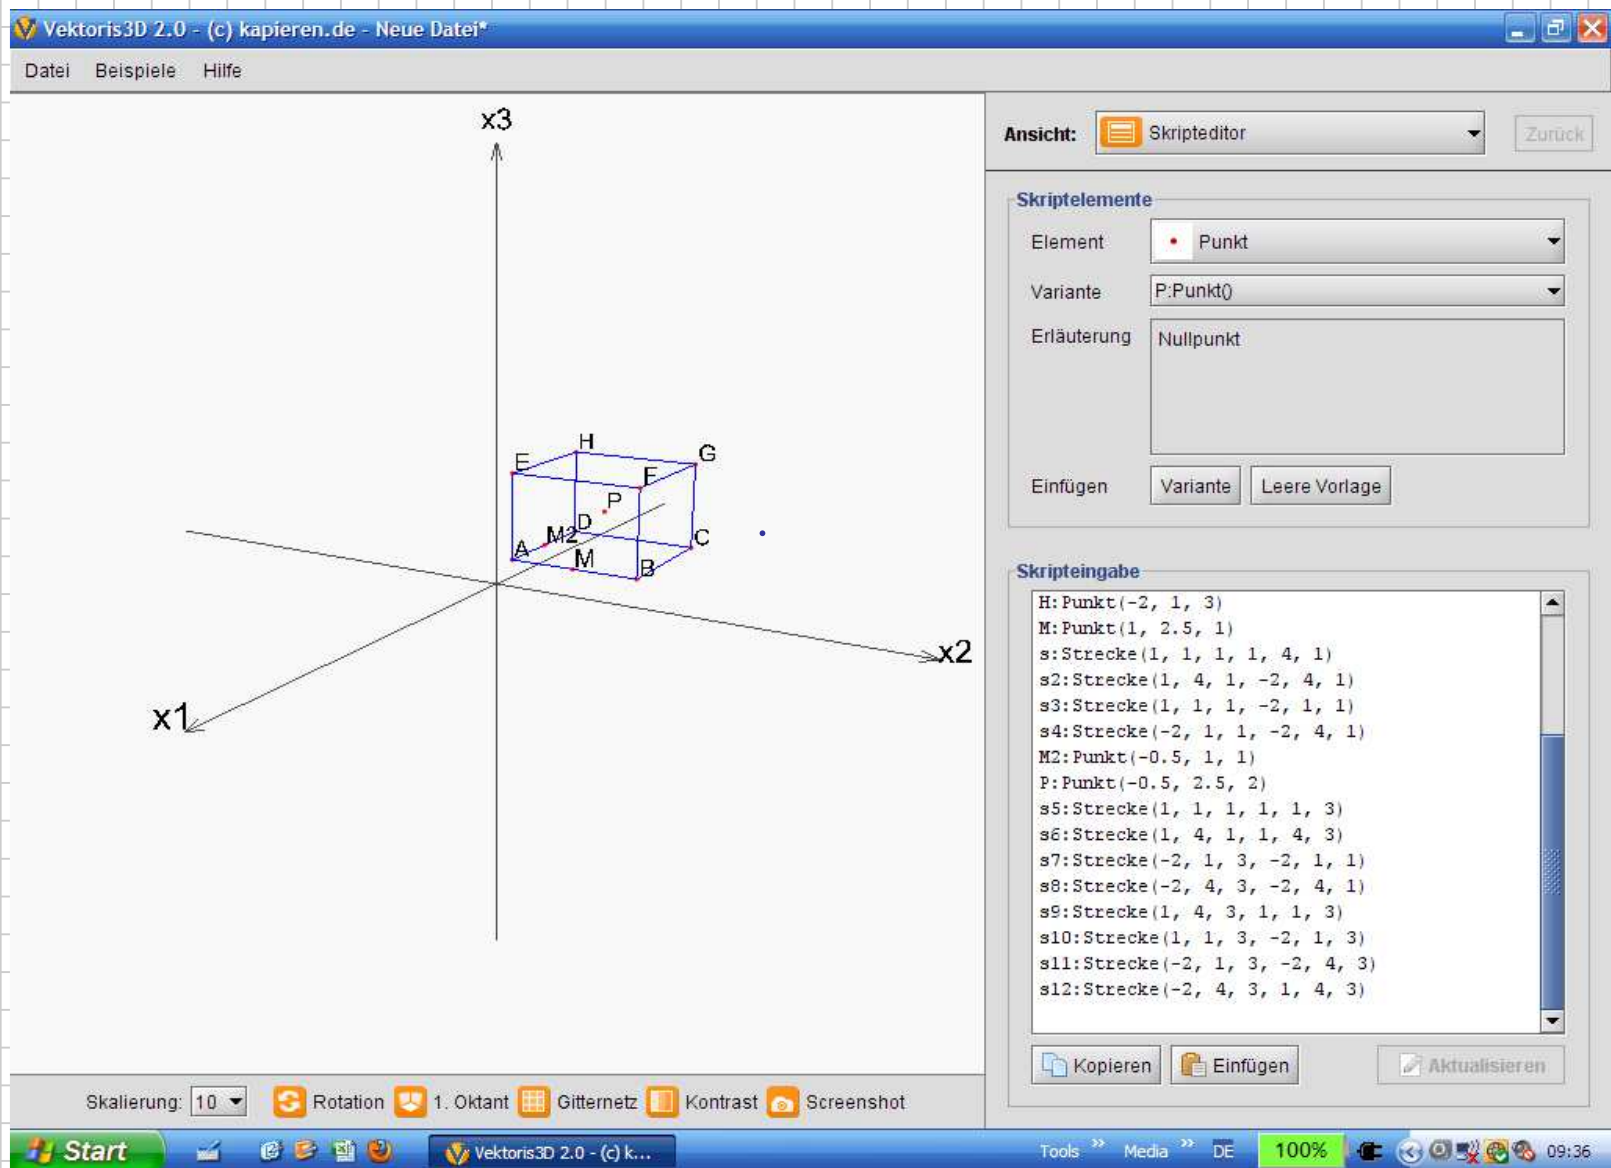 Vektoris3D 2.0 - (c) kapieren.de - Neue Datei*
Datei Beispiele Hilfe
x3
H
G
E
F
P
D
M2
C
A
M
B
x2
x1
Ansicht: Skripteditor Zurück
Skriptelemente
Element Punkt
Variante P:Punkt()
Erläuterung Nullpunkt
Einfügen Variante Leere Vorlage
Skripteingabe
H:Punkt(-2, 1, 3)
M:Punkt(1, 2.5, 1)
s:Strecke(1, 1, 1, 1, 4, 1)
s2:Strecke(1, 4, 1, -2, 4, 1)
s3:Strecke(1, 1, 1, -2, 1, 1)
s4:Strecke(-2, 1, 1, -2, 4, 1)
M2:Punkt(-0.5, 1, 1)
P:Punkt(-0.5, 2.5, 2)
s5:Strecke(1, 1, 1, 1, 1, 3)
s6:Strecke(1, 4, 1, 1, 4, 3)
s7:Strecke(-2, 1, 3, -2, 1, 1)
s8:Strecke(-2, 4, 3, -2, 4, 1)
s9:Strecke(1, 4, 3, 1, 1, 3)
s10:Strecke(1, 1, 3, -2, 1, 3)
s11:Strecke(-2, 1, 3, -2, 4, 3)
s12:Strecke(-2, 4, 3, 1, 4, 3)
Kopieren Einfügen Aktualisieren
Skalierung: 10 Rotation 1. Oktant Gitternetz Kontrast Screenshot
Start Vektoris3D 2.0 - (c) k... Tools » Media » DE 100% 09:36